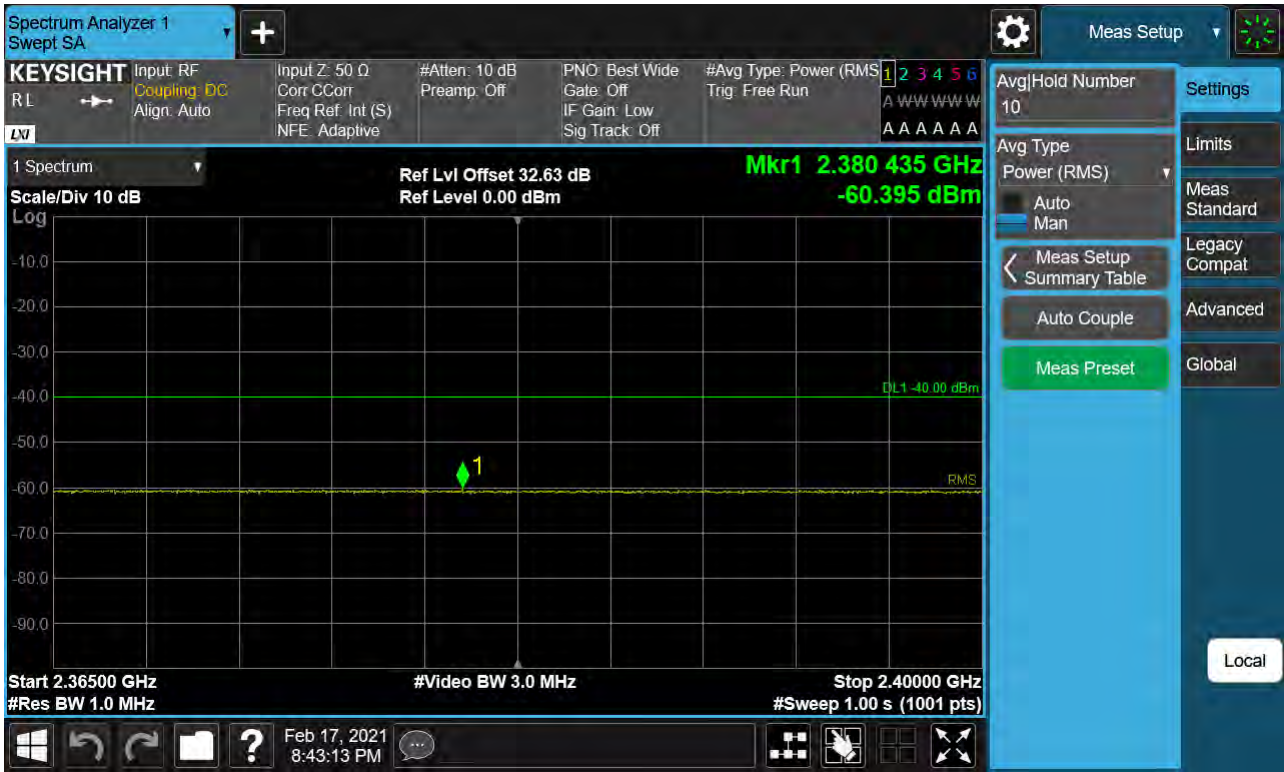 Spectrum Analyzer 1
Swept SA
+
Meas Setup
KEYSIGHT
RL
LXI
Input: RF
Coupling: DC
Align: Auto
Input Z: 50 Ω
Corr CCorr
Freq Ref: Int (S)
NFE: Adaptive
#Atten: 10 dB
Preamp: Off
PNO: Best Wide
Gate: Off
IF Gain: Low
Sig Track: Off
#Avg Type: Power (RMS
Trig: Free Run
1 2 3 4 5 6
A W W W W W
A A A A A A
1 Spectrum
Scale/Div 10 dB
Log
Ref Lvl Offset 32.63 dB
Ref Level 0.00 dBm
Mkr1 2.380 435 GHz
-60.395 dBm
-10.0
-20.0
-30.0
-40.0
DL1 -40.00 dBm
-50.0
1
-60.0
RMS
-70.0
-80.0
-90.0
Start 2.36500 GHz
#Res BW 1.0 MHz
#Video BW 3.0 MHz
Stop 2.40000 GHz
#Sweep 1.00 s (1001 pts)
Avg|Hold Number
10
Avg Type
Power (RMS)
Auto
Man
Meas Setup
Summary Table
Auto Couple
Meas Preset
Settings
Limits
Meas
Standard
Legacy
Compat
Advanced
Global
Local
?
Feb 17, 2021
8:43:13 PM